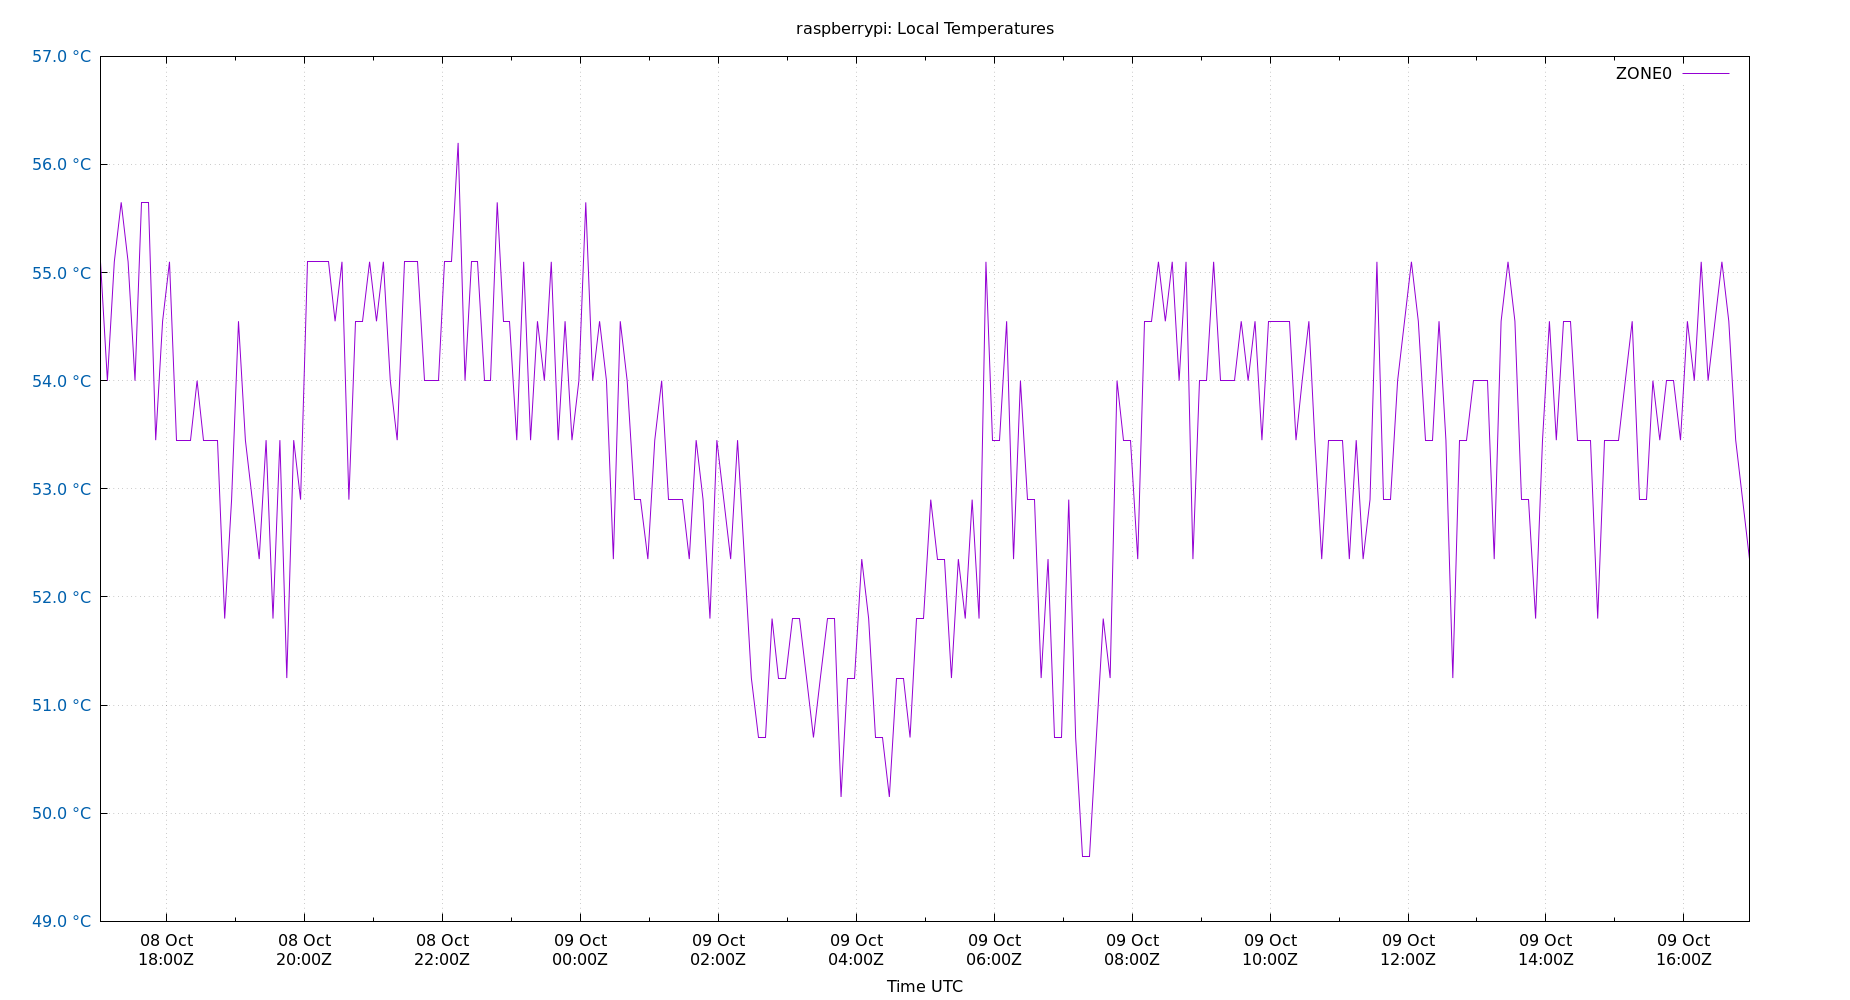 raspberrypi: Local Temperatures
57.0 °C
ZONE0
56.0 °C
55.0 °C
54.0 °C
53.0 °C
52.0 °C
51.0 °C
50.0 °C
49.0 °C
08 Oct 08 Oct 08 Oct 09 Oct 09 Oct 09 Oct 09 Oct 09 Oct 09 Oct 09 Oct 09 Oct 09 Oct
18:00Z 20:00Z 22:00Z 00:00Z 02:00Z 04:00Z 06:00Z 08:00Z 10:00Z 12:00Z 14:00Z 16:00Z
Time UTC